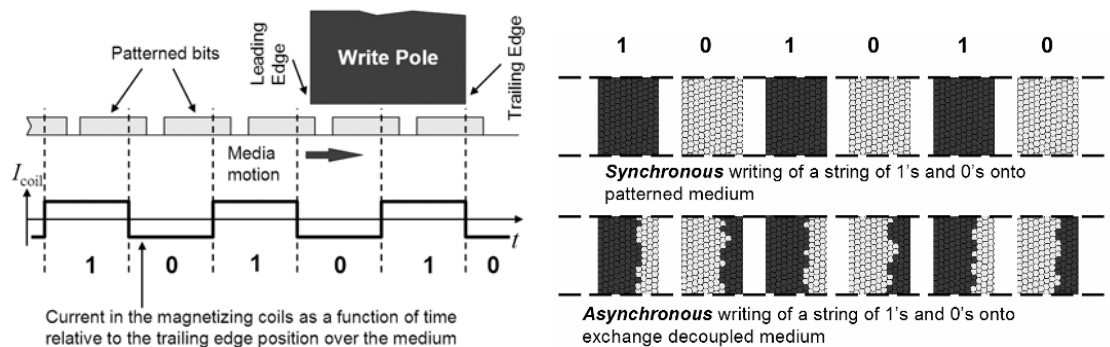 Patterned bits
Leading
Edge
Write Pole
Trailing Edge
Media
motion
I_coil
t
1 0 1 0 1 0
Current in the magnetizing coils as a function of time
relative to the trailing edge position over the medium
1 0 1 0 1 0
Synchronous writing of a string of 1's and 0's onto
patterned medium
Asynchronous writing of a string of 1's and 0's onto
exchange decoupled medium